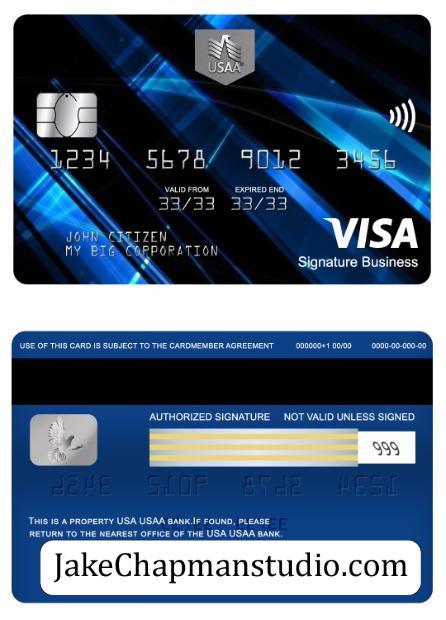 USAA
1234 5678 9012 3456
VALID FROM EXPIRED END
33/33 33/33
JOHN CITIZEN
MY BIG CORPORATION
VISA
Signature Business
USE OF THIS CARD IS SUBJECT TO THE CARDMEMBER AGREEMENT 000000+1 00/00 0000-00-000-00
AUTHORIZED SIGNATURE NOT VALID UNLESS SIGNED
999
THIS IS A PROPERTY USA USAA BANK.IF FOUND, PLEASE
RETURN TO THE NEAREST OFFICE OF THE USA USAA BANK.
JakeChapmanstudio.com